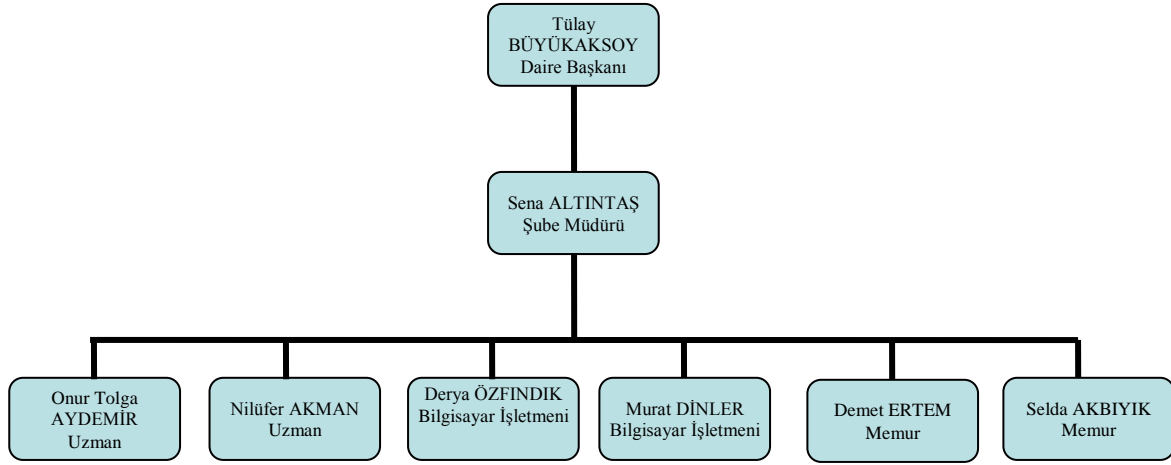 Tülay
BÜYÜKAKSOY
Daire Başkanı
Sena ALTINTAŞ
Şube Müdürü
Onur Tolga
AYDEMİR
Uzman
Nilüfer AKMAN
Uzman
Derya ÖZFINDIK
Bilgisayar İşletmeni
Murat DİNLER
Bilgisayar İşletmeni
Demet ERTEM
Memur
Selda AKBIYIK
Memur